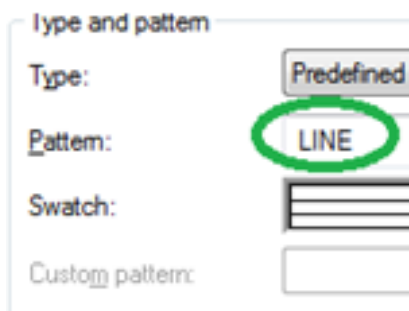 Type and pattern
Type: Predefined
Pattern: LINE
Swatch:
Custom pattern: